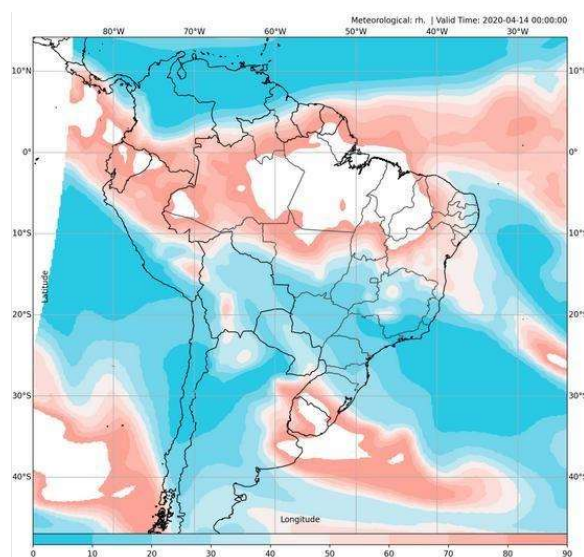 Meteorological: rh. | Valid Time: 2020-04-14 00:00:00
80°W 70°W 60°W 50°W 40°W 30°W
10°N 10°N
0° 0°
10°S 10°S
20°S 20°S
Latitude
30°S 30°S
40°S 40°S
Longitude
0 10 20 30 40 50 60 70 80 90